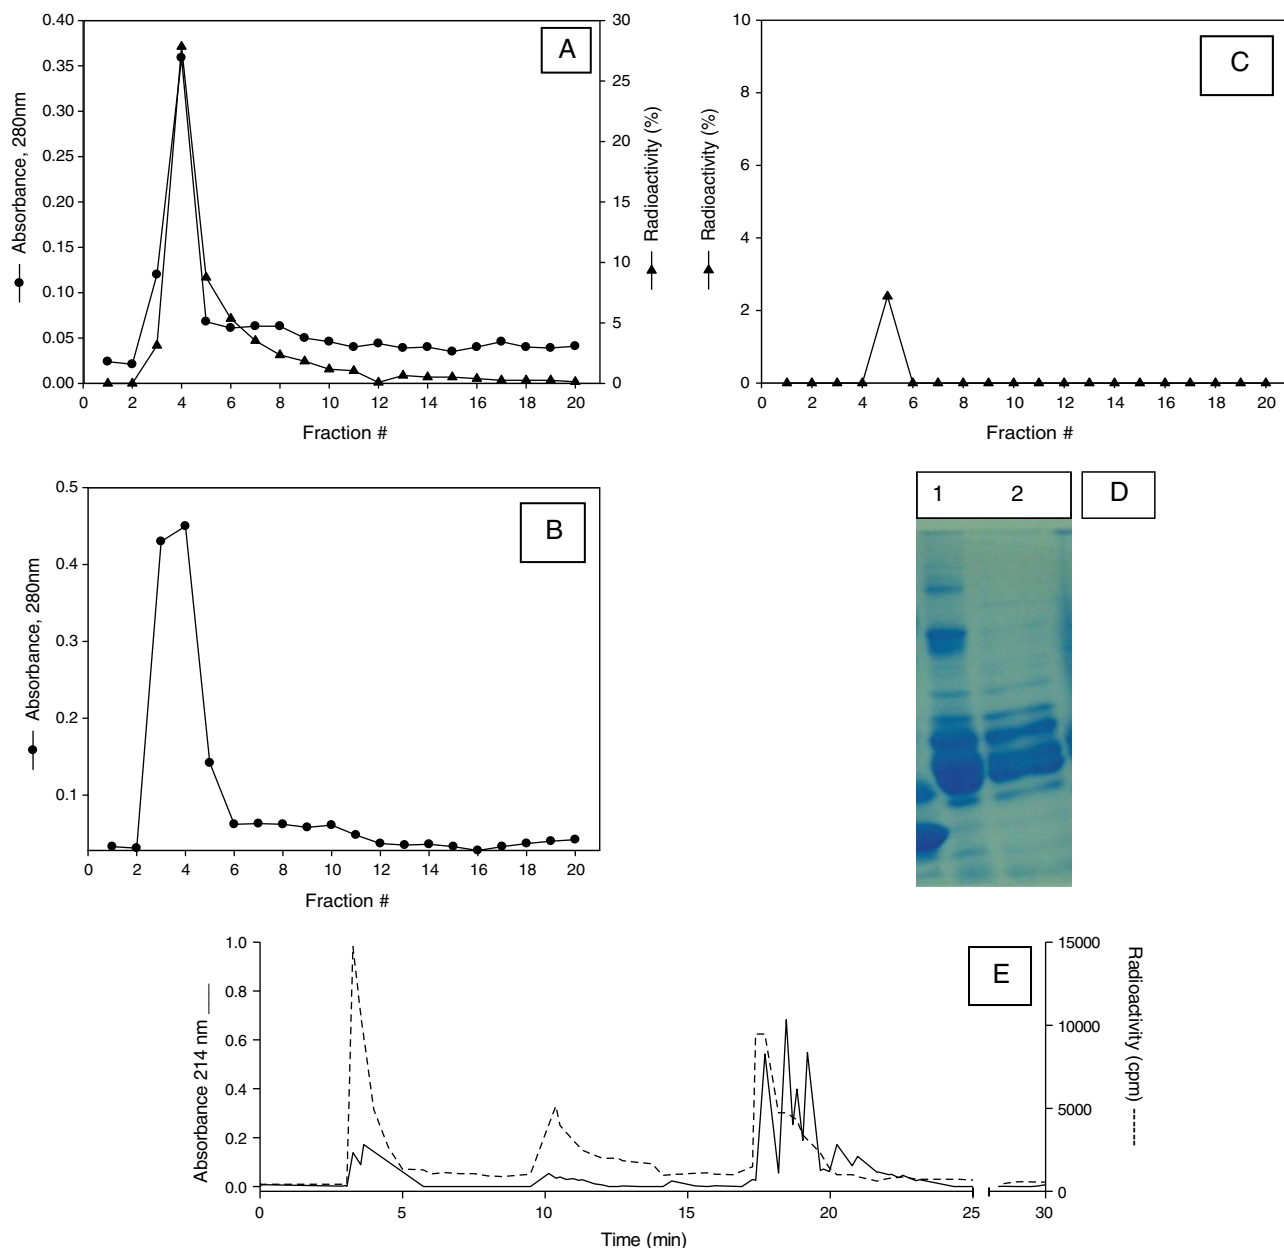 A
0.40
0.35
0.30
0.25
0.20
0.15
0.10
0.05
0.00
Absorbance, 280nm
30
25
20
15
10
5
0
Radioactivity (%)
0 2 4 6 8 10 12 14 16 18 20
Fraction #
C
10
8
6
4
2
0
Radioactivity (%)
0 2 4 6 8 10 12 14 16 18 20
Fraction #
B
0.5
0.4
0.3
0.2
0.1
Absorbance, 280nm
0 2 4 6 8 10 12 14 16 18 20
Fraction #
1 2
D
E
1.0
0.8
0.6
0.4
0.2
0.0
Absorbance 214 nm
15000
10000
5000
0
Radioactivity (cpm)
0 5 10 15 20 25 30
Time (min)